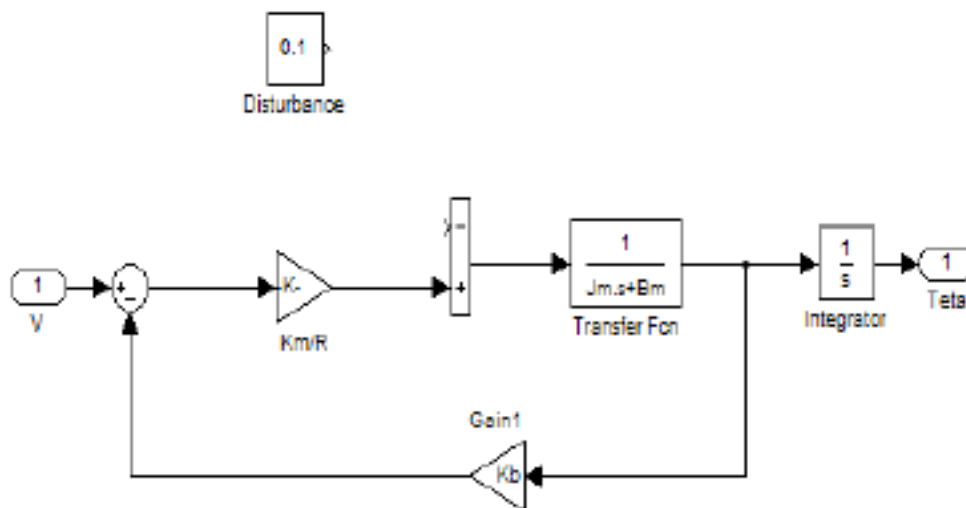 0.1
Disturbance
1
V
+
−
K-
Km/R
−
+
1
Jm.s+Bm
Transfer Fcn
1
s
Integrator
1
Teta
Gain1
Kb